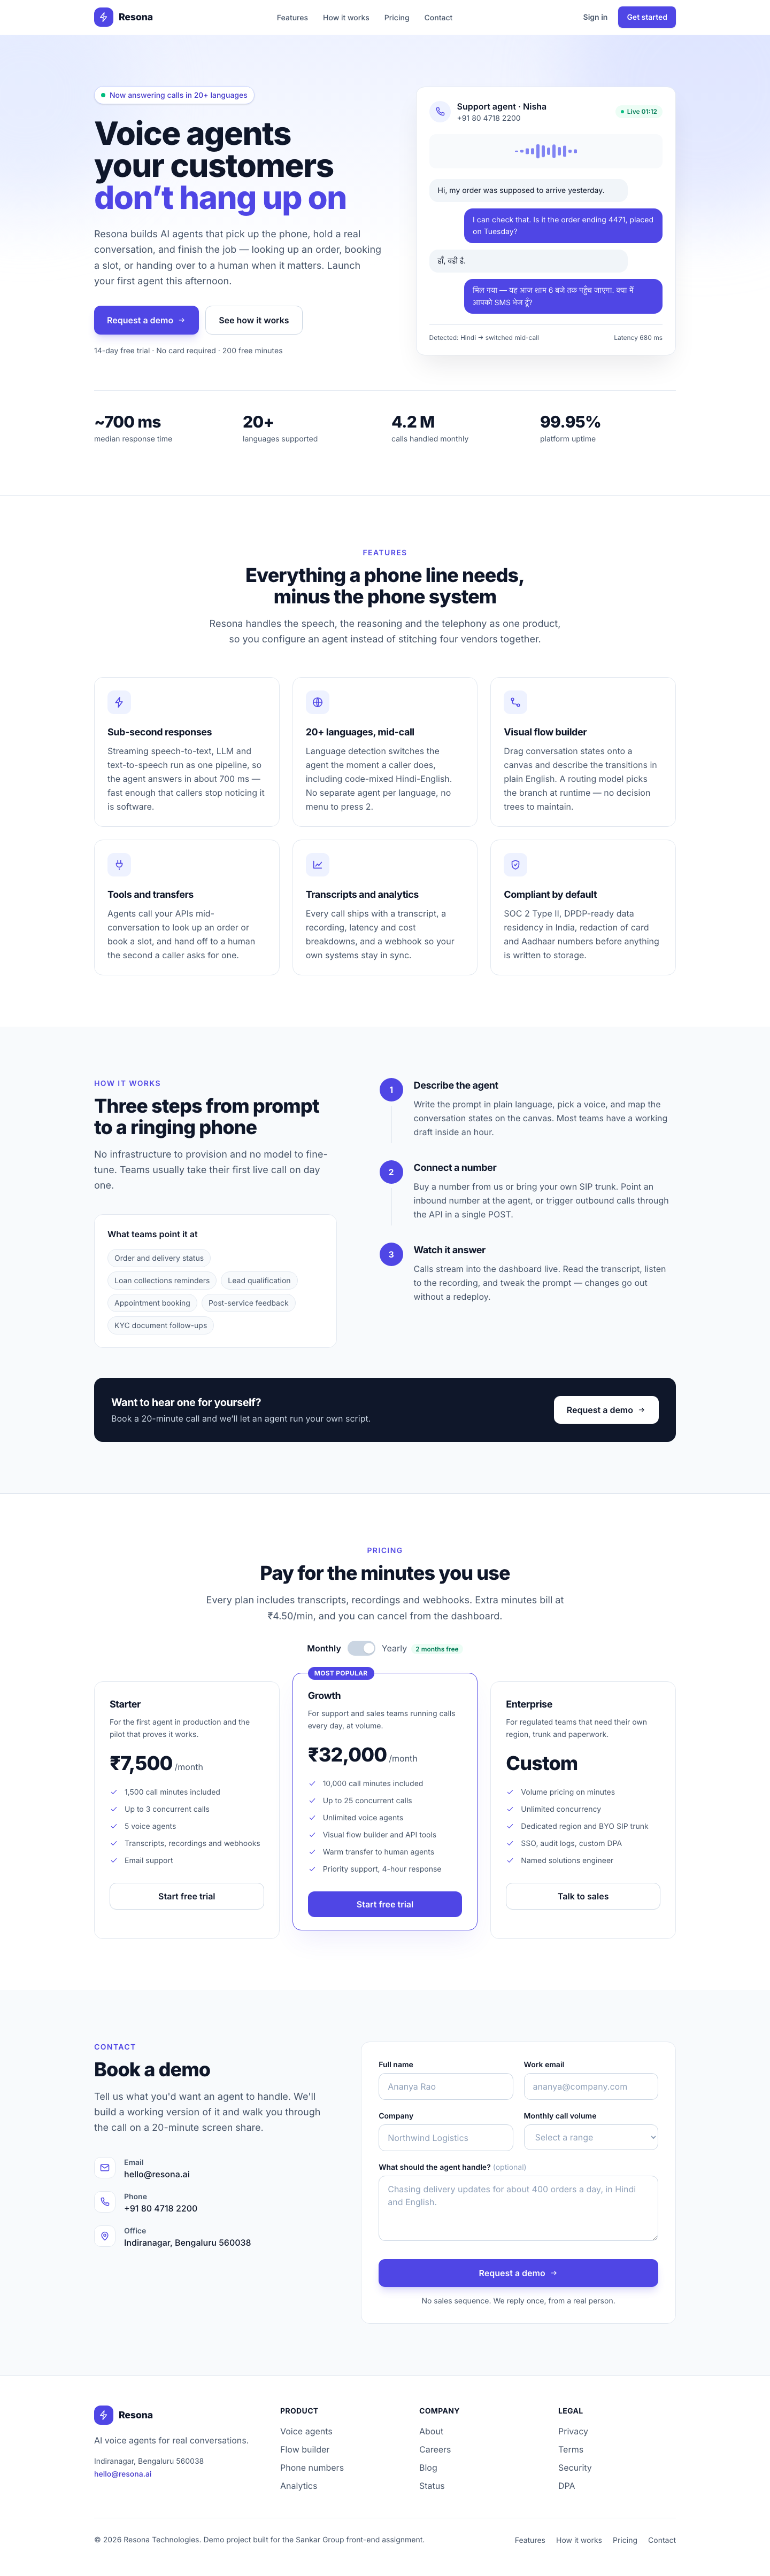 Resona
Features How it works Pricing Contact
Sign in Get started
Now answering calls in 20+ languages
Voice agents
your customers
don’t hang up on
Resona builds AI agents that pick up the phone, hold a real
conversation, and finish the job — looking up an order, booking
a slot, or handing over to a human when it matters. Launch
your first agent this afternoon.
Request a demo →
See how it works
14-day free trial · No card required · 200 free minutes
Support agent · Nisha
+91 80 4718 2200
Live 01:12
Hi, my order was supposed to arrive yesterday.
I can check that. Is it the order ending 4471, placed
on Tuesday?
हाँ, वही है.
मिल गया — यह आज शाम 6 बजे तक पहुँच जाएगा. क्या मैं
आपको SMS भेज दूँ?
Detected: Hindi → switched mid-call
Latency 680 ms
~700 ms
median response time
20+
languages supported
4.2 M
calls handled monthly
99.95%
platform uptime
FEATURES
Everything a phone line needs,
minus the phone system
Resona handles the speech, the reasoning and the telephony as one product,
so you configure an agent instead of stitching four vendors together.
Sub-second responses
Streaming speech-to-text, LLM and
text-to-speech run as one pipeline, so
the agent answers in about 700 ms —
fast enough that callers stop noticing it
is software.
20+ languages, mid-call
Language detection switches the
agent the moment a caller does,
including code-mixed Hindi-English.
No separate agent per language, no
menu to press 2.
Visual flow builder
Drag conversation states onto a
canvas and describe the transitions in
plain English. A routing model picks
the branch at runtime — no decision
trees to maintain.
Tools and transfers
Agents call your APIs mid-
conversation to look up an order or
book a slot, and hand off to a human
the second a caller asks for one.
Transcripts and analytics
Every call ships with a transcript, a
recording, latency and cost
breakdowns, and a webhook so your
own systems stay in sync.
Compliant by default
SOC 2 Type II, DPDP-ready data
residency in India, redaction of card
and Aadhaar numbers before anything
is written to storage.
HOW IT WORKS
Three steps from prompt
to a ringing phone
No infrastructure to provision and no model to fine-
tune. Teams usually take their first live call on day
one.
What teams point it at
Order and delivery status
Loan collections reminders
Lead qualification
Appointment booking
Post-service feedback
KYC document follow-ups
1
Describe the agent
Write the prompt in plain language, pick a voice, and map the
conversation states on the canvas. Most teams have a working
draft inside an hour.
2
Connect a number
Buy a number from us or bring your own SIP trunk. Point an
inbound number at the agent, or trigger outbound calls through
the API in a single POST.
3
Watch it answer
Calls stream into the dashboard live. Read the transcript, listen
to the recording, and tweak the prompt — changes go out
without a redeploy.
Want to hear one for yourself?
Book a 20-minute call and we’ll let an agent run your own script.
Request a demo →
PRICING
Pay for the minutes you use
Every plan includes transcripts, recordings and webhooks. Extra minutes bill at
₹4.50/min, and you can cancel from the dashboard.
Monthly Yearly 2 months free
Starter
For the first agent in production and the
pilot that proves it works.
₹7,500 /month
1,500 call minutes included
Up to 3 concurrent calls
5 voice agents
Transcripts, recordings and webhooks
Email support
Start free trial
MOST POPULAR
Growth
For support and sales teams running calls
every day, at volume.
₹32,000 /month
10,000 call minutes included
Up to 25 concurrent calls
Unlimited voice agents
Visual flow builder and API tools
Warm transfer to human agents
Priority support, 4-hour response
Start free trial
Enterprise
For regulated teams that need their own
region, trunk and paperwork.
Custom
Volume pricing on minutes
Unlimited concurrency
Dedicated region and BYO SIP trunk
SSO, audit logs, custom DPA
Named solutions engineer
Talk to sales
CONTACT
Book a demo
Tell us what you'd want an agent to handle. We'll
build a working version of it and walk you through
the call on a 20-minute screen share.
Email
hello@resona.ai
Phone
+91 80 4718 2200
Office
Indiranagar, Bengaluru 560038
Full name
Ananya Rao
Work email
ananya@company.com
Company
Northwind Logistics
Monthly call volume
Select a range
What should the agent handle? (optional)
Chasing delivery updates for about 400 orders a day, in Hindi
and English.
Request a demo →
No sales sequence. We reply once, from a real person.
Resona
AI voice agents for real conversations.
Indiranagar, Bengaluru 560038
hello@resona.ai
PRODUCT
Voice agents
Flow builder
Phone numbers
Analytics
COMPANY
About
Careers
Blog
Status
LEGAL
Privacy
Terms
Security
DPA
© 2026 Resona Technologies. Demo project built for the Sankar Group front-end assignment.
Features How it works Pricing Contact